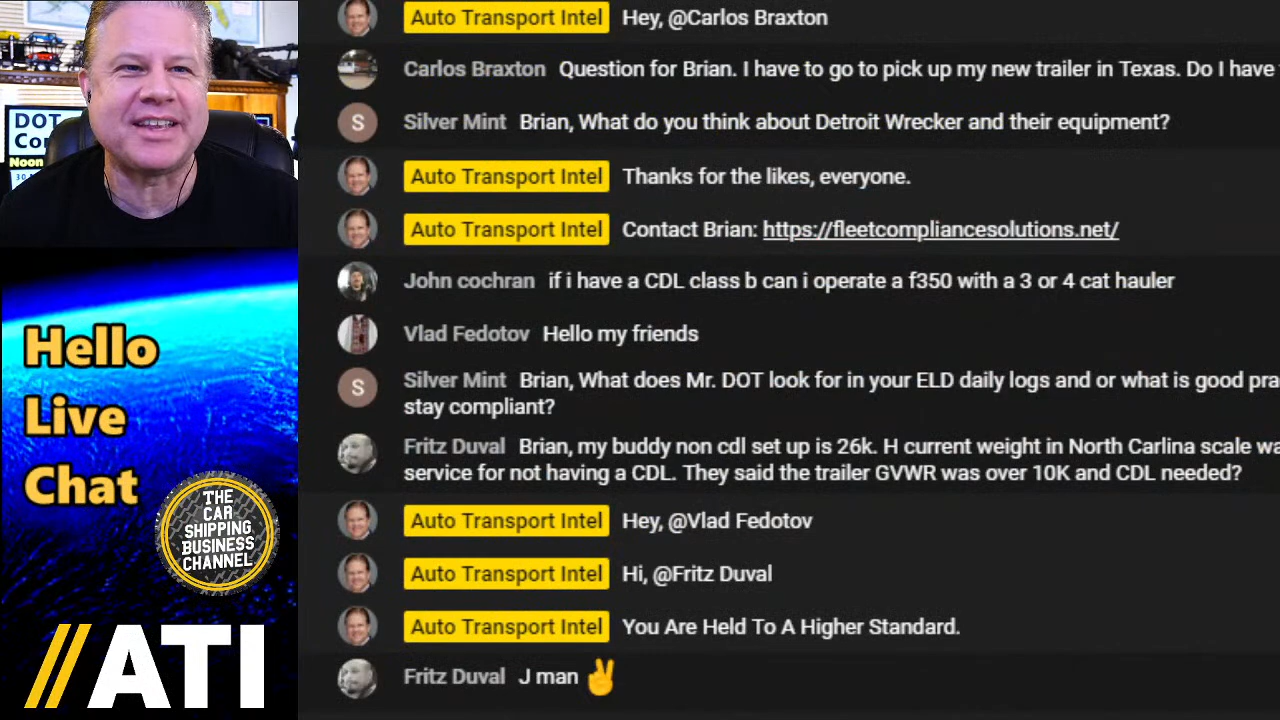 Auto Transport Intel Hey, @Carlos Braxton
Carlos Braxton Question for Brian. I have to go to pick up my new trailer in Texas. Do I have
S Silver Mint Brian, What do you think about Detroit Wrecker and their equipment?
Auto Transport Intel Thanks for the likes, everyone.
Auto Transport Intel Contact Brian: https://fleetcompliancesolutions.net/
John cochran if i have a CDL class b can i operate a f350 with a 3 or 4 cat hauler
Vlad Fedotov Hello my friends
S Silver Mint Brian, What does Mr. DOT look for in your ELD daily logs and or what is good
stay compliant?
Fritz Duval Brian, my buddy non cdl set up is 26k. H current weight in North Carlina scale
service for not having a CDL. They said the trailer GVWR was over 10K and CDL needed?
Auto Transport Intel Hey, @Vlad Fedotov
Auto Transport Intel Hi, @Fritz Duval
Auto Transport Intel You Are Held To A Higher Standard.
Fritz Duval J man ✌
DOT
Noon
Hello
Live
Chat
THE
CAR
SHIPPING
BUSINESS
CHANNEL
//ATI